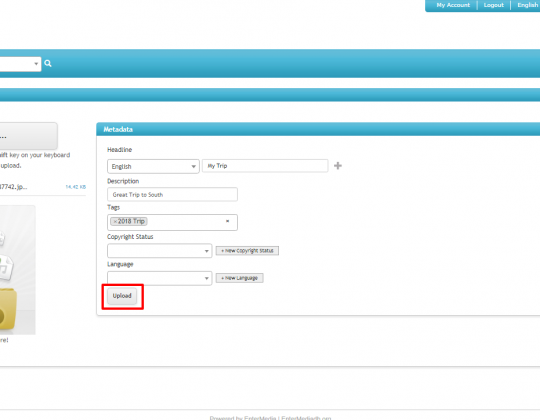 My Account | Logout | English
...
ift key on your keyboard
upload.
7742.jp... 14.42 KB
re!
Metadata
Headline
English My Trip
Description
Great Trip to South
Tags
× 2018 Trip
Copyright Status
+ New Copyright Status
Language
+ New Language
Upload
Powered by EnterMedia | EnterMediadb.org